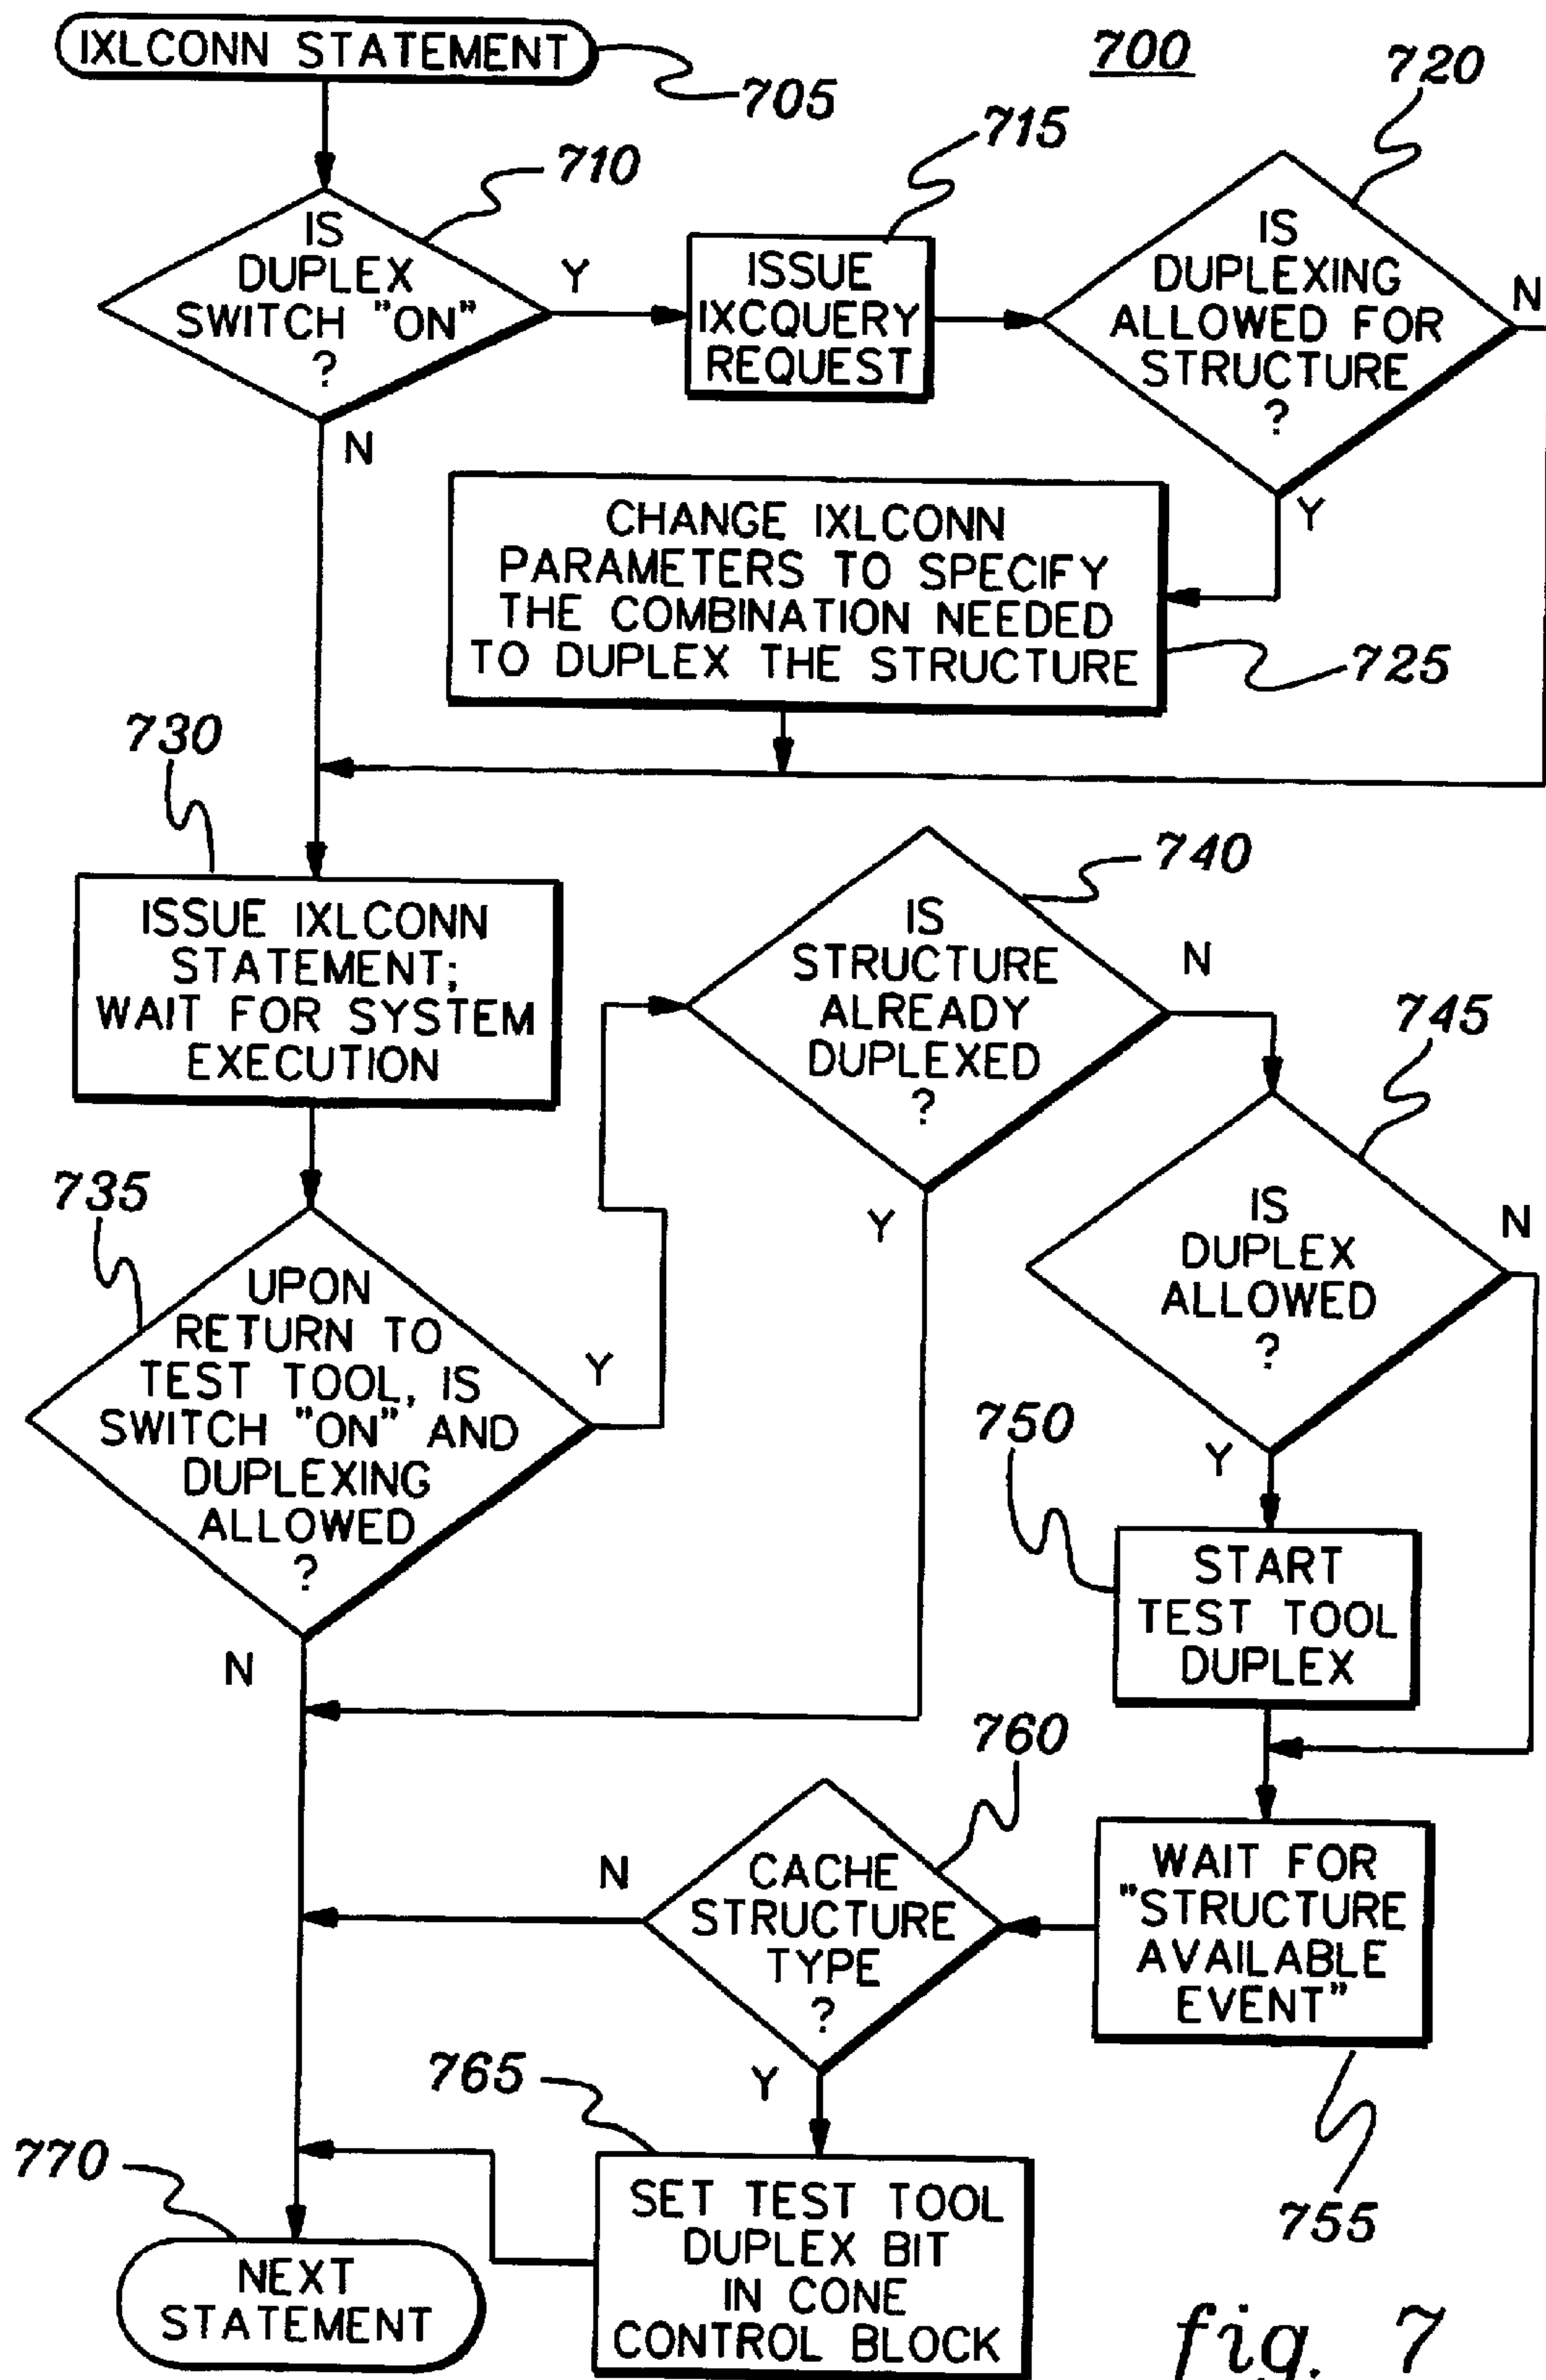 IXLCONN STATEMENT
705
700
710
IS
DUPLEX
SWITCH "ON"
?
Y
N
715
ISSUE
IXCQUERY
REQUEST
720
IS
DUPLEXING
ALLOWED FOR
STRUCTURE
?
N
Y
CHANGE IXLCONN
PARAMETERS TO SPECIFY
THE COMBINATION NEEDED
TO DUPLEX THE STRUCTURE
725
730
ISSUE IXLCONN
STATEMENT;
WAIT FOR SYSTEM
EXECUTION
735
UPON
RETURN TO
TEST TOOL, IS
SWITCH "ON" AND
DUPLEXING
ALLOWED
?
Y
N
740
IS
STRUCTURE
ALREADY
DUPLEXED
?
N
Y
745
IS
DUPLEX
ALLOWED
?
N
Y
750
START
TEST TOOL
DUPLEX
WAIT FOR
"STRUCTURE
AVAILABLE
EVENT"
755
760
CACHE
STRUCTURE
TYPE
?
N
Y
765
SET TEST TOOL
DUPLEX BIT
IN CONE
CONTROL BLOCK
770
NEXT
STATEMENT
fig. 7